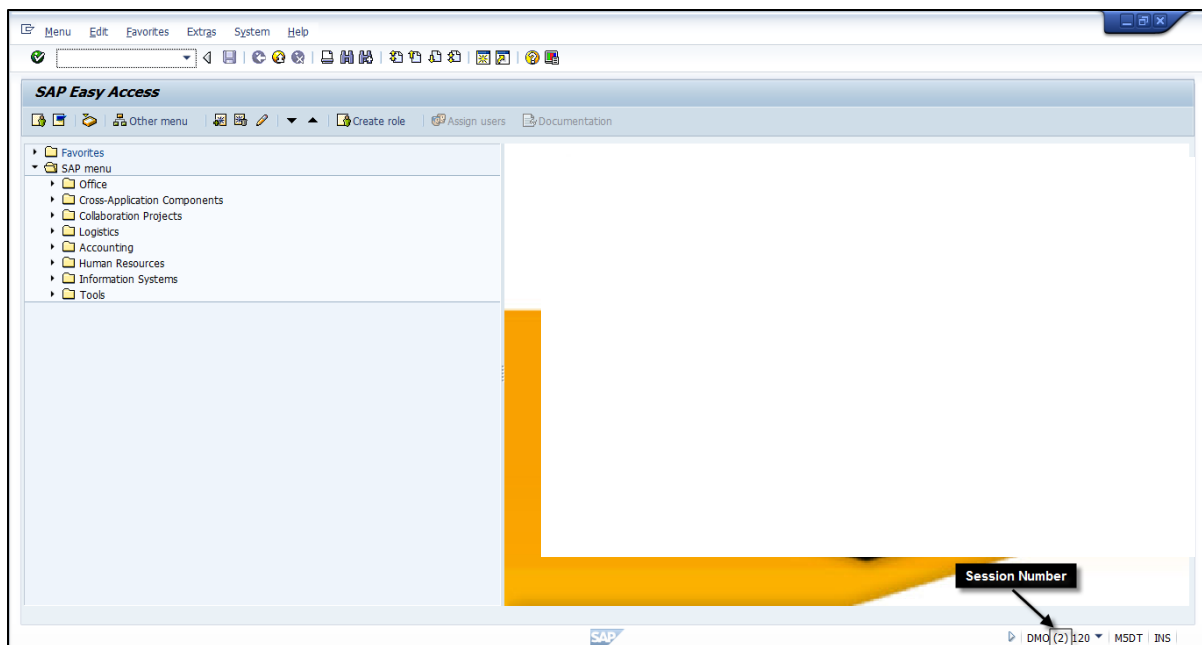 Menu Edit Favorites Extras System Help
SAP Easy Access
Other menu Create role Assign users Documentation
Favorites
SAP menu
Office
Cross-Application Components
Collaboration Projects
Logistics
Accounting
Human Resources
Information Systems
Tools
Session Number
SAP DMO (2) 120 M5DT INS